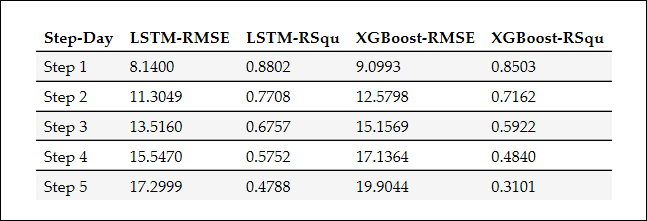 Step-Day LSTM-RMSE LSTM-RSqu XGBoost-RMSE XGBoost-RSqu
Step 1 8.1400 0.8802 9.0993 0.8503
Step 2 11.3049 0.7708 12.5798 0.7162
Step 3 13.5160 0.6757 15.1569 0.5922
Step 4 15.5470 0.5752 17.1364 0.4840
Step 5 17.2999 0.4788 19.9044 0.3101